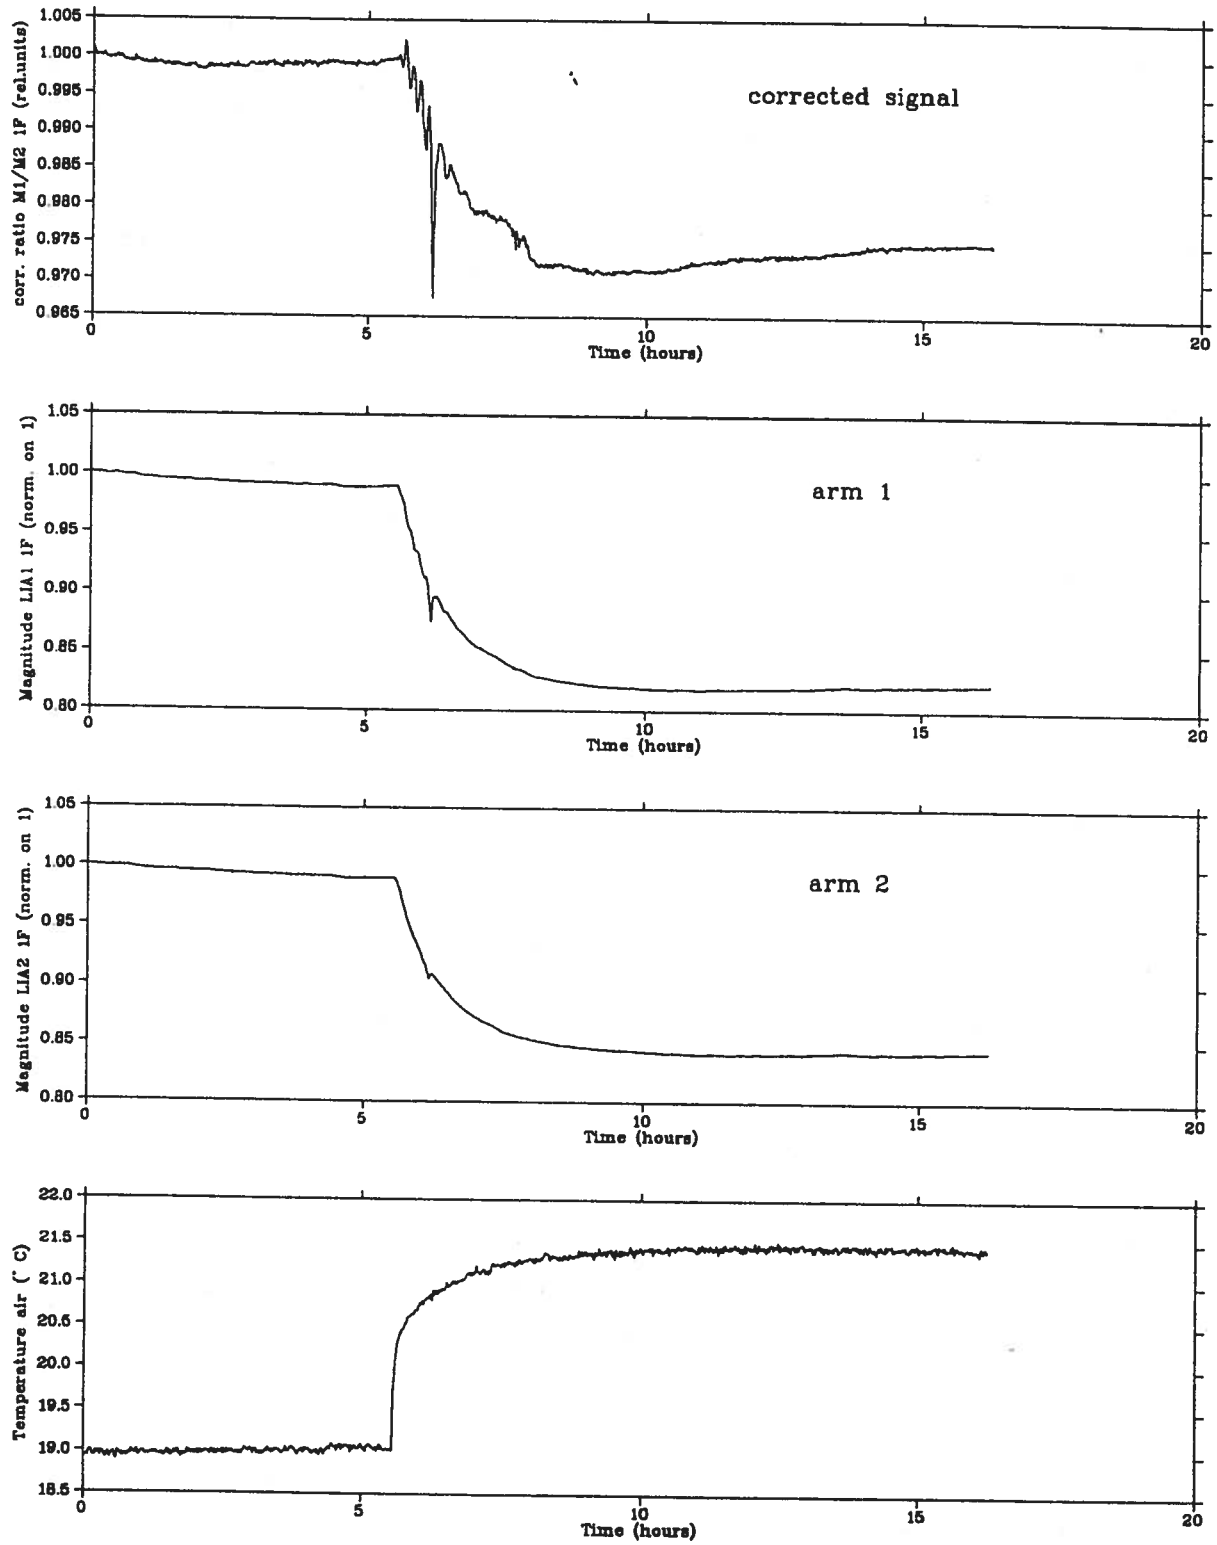 corr. ratio M1/M2 1F (rel.units)
1.005
1.000
0.995
0.990
0.985
0.980
0.975
0.970
0.965
corrected signal
0 5 10 15 20
Time (hours)
Magnitude LIA1 1F (norm. on 1)
1.05
1.00
0.95
0.90
0.85
0.80
arm 1
0 5 10 15 20
Time (hours)
Magnitude LIA2 1F (norm. on 1)
1.05
1.00
0.95
0.90
0.85
0.80
arm 2
0 5 10 15 20
Time (hours)
Temperature air (° C)
22.0
21.5
21.0
20.5
20.0
19.5
19.0
18.5
0 5 10 15 20
Time (hours)